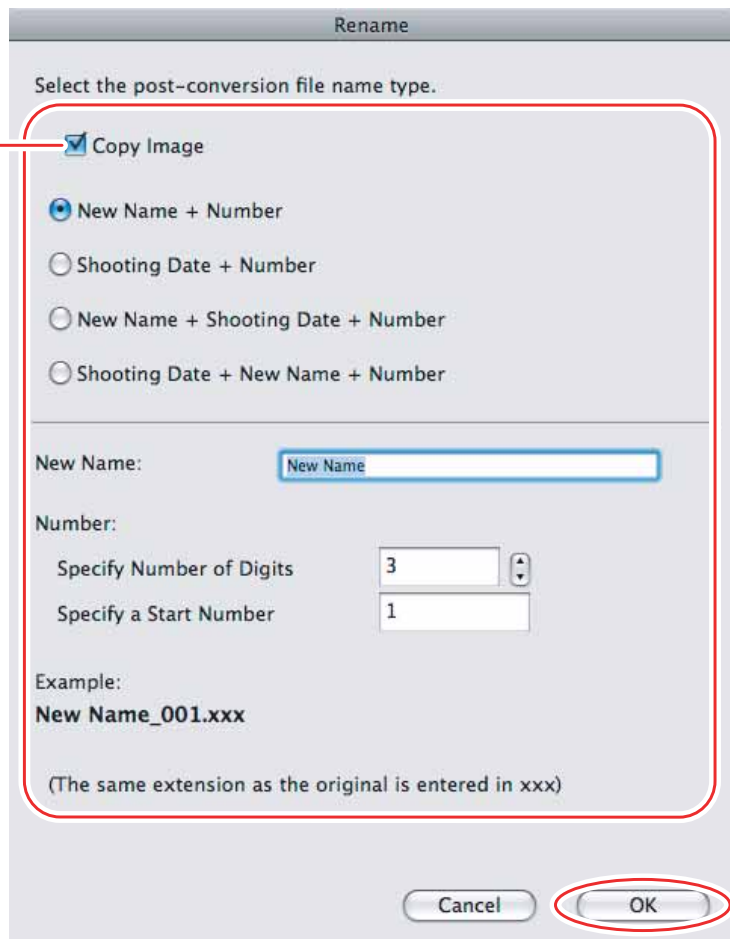 Rename
Select the post-conversion file name type.
Copy Image
New Name + Number
Shooting Date + Number
New Name + Shooting Date + Number
Shooting Date + New Name + Number
New Name: New Name
Number:
Specify Number of Digits 3
Specify a Start Number 1
Example:
New Name_001.xxx
(The same extension as the original is entered in xxx)
Cancel OK